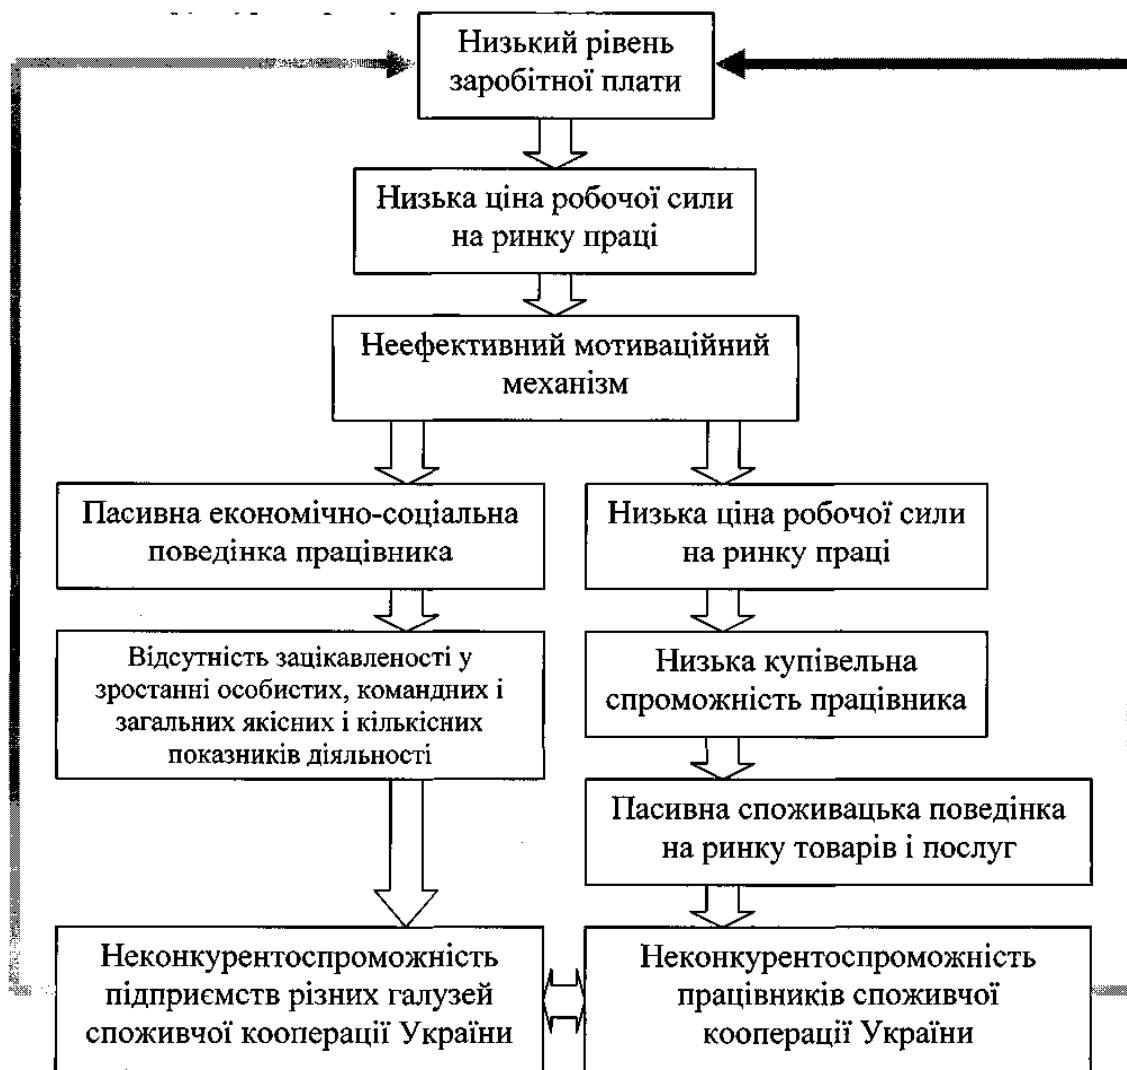 Низький рівень
заробітної плати
Низька ціна робочої сили
на ринку праці
Неефективний мотиваційний
механізм
Пасивна економічно-соціальна
поведінка працівника
Низька ціна робочої сили
на ринку праці
Відсутність зацікавленості у
зростанні особистих, командних і
загальних якісних і кількісних
показників діяльності
Низька купівельна
спроможність працівника
Пасивна споживацька поведінка
на ринку товарів і послуг
Неконкурентоспроможність
підприємств різних галузей
споживчої кооперації України
Неконкурентоспроможність
працівників споживчої
кооперації України